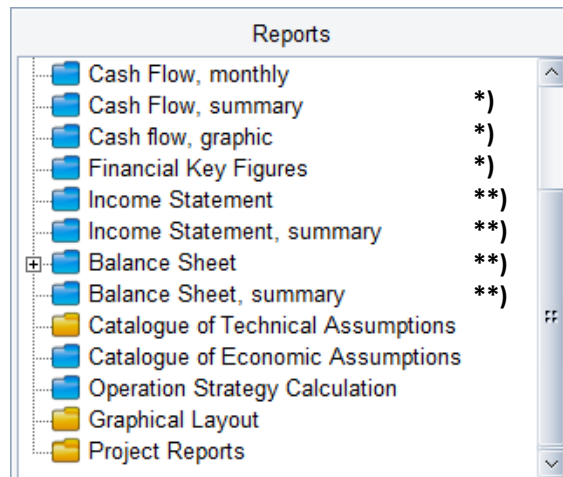 Reports
Cash Flow, monthly
Cash Flow, summary *)
Cash flow, graphic *)
Financial Key Figures *)
Income Statement **)
Income Statement, summary **)
Balance Sheet **)
Balance Sheet, summary **)
Catalogue of Technical Assumptions
Catalogue of Economic Assumptions
Operation Strategy Calculation
Graphical Layout
Project Reports